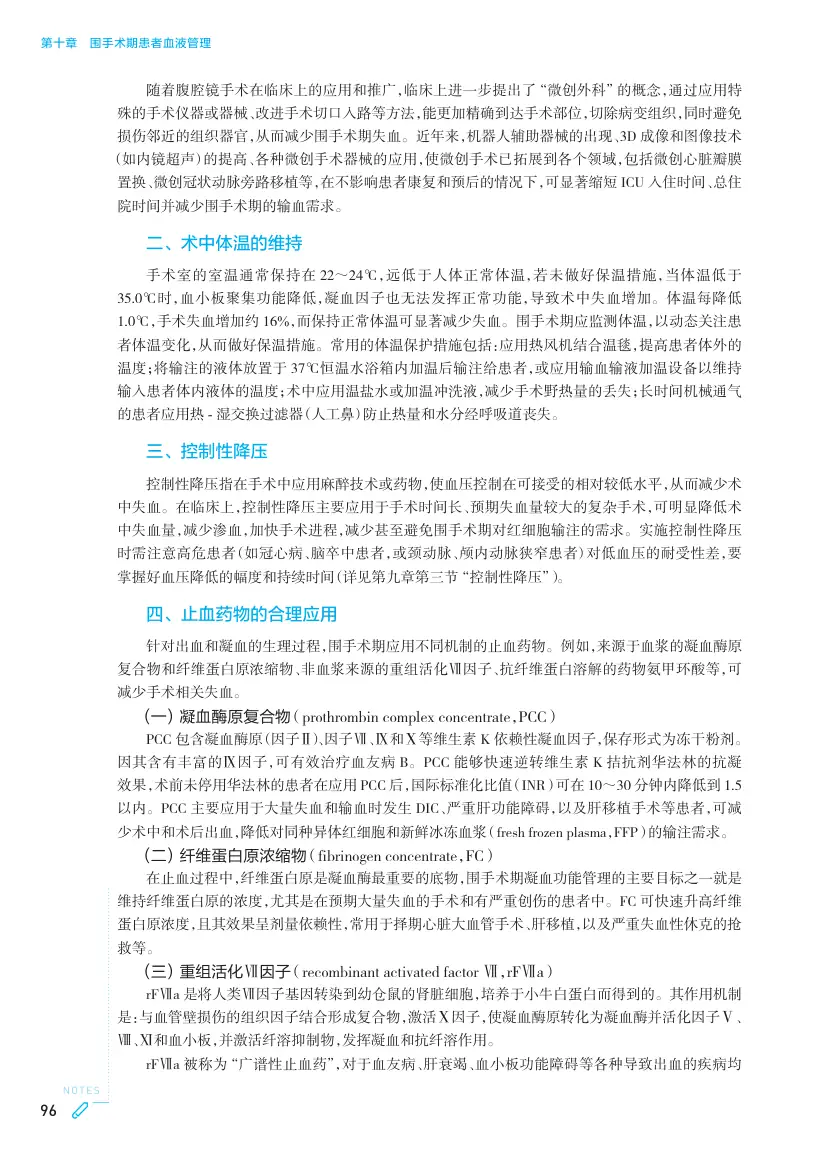 第十章 围手术期患者血液管理
随着腹腔镜手术在临床上的应用和推广,临床上进一步提出了“微创外科”的概念,通过应用特
殊的手术仪器或器械、改进手术切口入路等方法,能更加精确到达手术部位,切除病变组织,同时避免
损伤邻近的组织器官,从而减少围手术期失血。近年来,机器人辅助器械的出现、3D 成像和图像技术
(如内镜超声)的提高、各种微创手术器械的应用,使微创手术已拓展到各个领域,包括微创心脏瓣膜
置换、微创冠状动脉旁路移植等,在不影响患者康复和预后的情况下,可显著缩短 ICU 入住时间、总住
院时间并减少围手术期的输血需求。
二、术中体温的维持
手术室的室温通常保持在 22～24℃,远低于人体正常体温,若未做好保温措施,当体温低于
35.0℃时,血小板聚集功能降低,凝血因子也无法发挥正常功能,导致术中失血增加。体温每降低
1.0℃,手术失血增加约 16%,而保持正常体温可显著减少失血。围手术期应监测体温,以动态关注患
者体温变化,从而做好保温措施。常用的体温保护措施包括:应用热风机结合温毯,提高患者体外的
温度;将输注的液体放置于 37℃恒温水浴箱内加温后输注给患者,或应用输血输液加温设备以维持
输入患者体内液体的温度;术中应用温盐水或加温冲洗液,减少手术野热量的丢失;长时间机械通气
的患者应用热 - 湿交换过滤器(人工鼻)防止热量和水分经呼吸道丧失。
三、控制性降压
控制性降压指在手术中应用麻醉技术或药物,使血压控制在可接受的相对较低水平,从而减少术
中失血。在临床上,控制性降压主要应用于手术时间长、预期失血量较大的复杂手术,可明显降低术
中失血量,减少渗血,加快手术进程,减少甚至避免围手术期对红细胞输注的需求。实施控制性降压
时需注意高危患者(如冠心病、脑卒中患者,或颈动脉、颅内动脉狭窄患者)对低血压的耐受性差,要
掌握好血压降低的幅度和持续时间(详见第九章第三节“控制性降压”)。
四、止血药物的合理应用
针对出血和凝血的生理过程,围手术期应用不同机制的止血药物。例如,来源于血浆的凝血酶原
复合物和纤维蛋白原浓缩物、非血浆来源的重组活化Ⅶ因子、抗纤维蛋白溶解的药物氨甲环酸等,可
减少手术相关失血。
(一)凝血酶原复合物(prothrombin complex concentrate,PCC)
PCC 包含凝血酶原(因子Ⅱ)、因子Ⅶ、Ⅸ和Ⅹ等维生素 K 依赖性凝血因子,保存形式为冻干粉剂。
因其含有丰富的Ⅸ因子,可有效治疗血友病 B。PCC 能够快速逆转维生素 K 拮抗剂华法林的抗凝
效果,术前未停用华法林的患者在应用 PCC 后,国际标准化比值(INR)可在 10～30 分钟内降低到 1.5
以内。PCC 主要应用于大量失血和输血时发生 DIC、严重肝功能障碍,以及肝移植手术等患者,可减
少术中和术后出血,降低对同种异体红细胞和新鲜冰冻血浆(fresh frozen plasma,FFP)的输注需求。
(二)纤维蛋白原浓缩物(fibrinogen concentrate,FC)
在止血过程中,纤维蛋白原是凝血酶最重要的底物,围手术期凝血功能管理的主要目标之一就是
维持纤维蛋白原的浓度,尤其是在预期大量失血的手术和有严重创伤的患者中。FC 可快速升高纤维
蛋白原浓度,且其效果呈剂量依赖性,常用于择期心脏大血管手术、肝移植,以及严重失血性休克的抢
救等。
(三)重组活化Ⅶ因子(recombinant activated factor Ⅶ,rFⅦa)
rFⅦa 是将人类Ⅶ因子基因转染到幼仓鼠的肾脏细胞,培养于小牛白蛋白而得到的。其作用机制
是:与血管壁损伤的组织因子结合形成复合物,激活Ⅹ因子,使凝血酶原转化为凝血酶并活化因子Ⅴ、
Ⅷ、Ⅺ和血小板,并激活纤溶抑制物,发挥凝血和抗纤溶作用。
rFⅦa 被称为“广谱性止血药”,对于血友病、肝衰竭、血小板功能障碍等各种导致出血的疾病均
NOTES
96